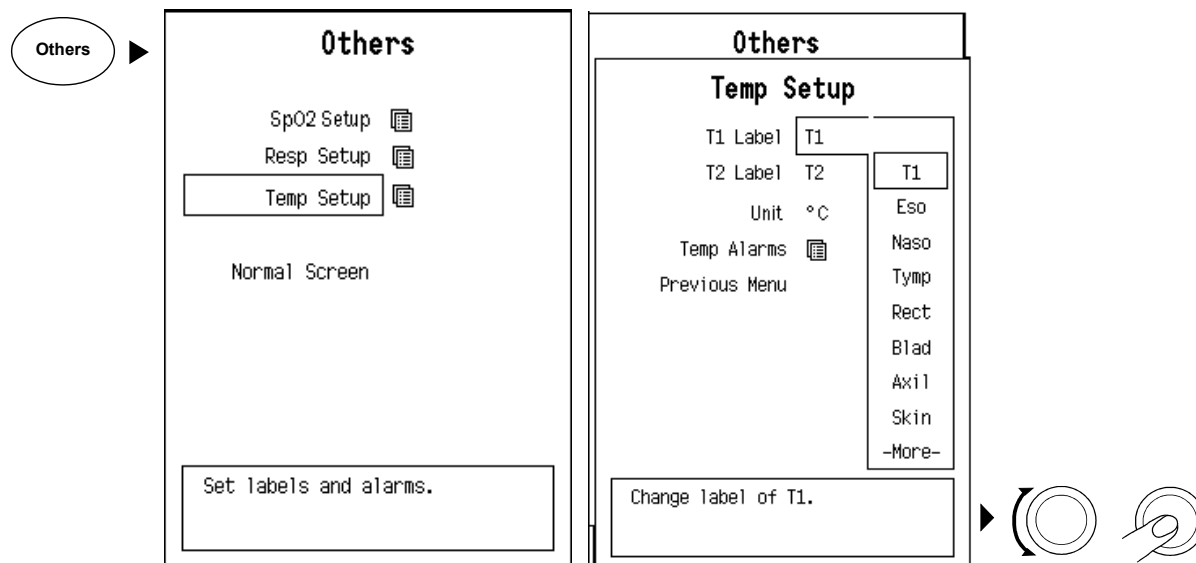 Others
Others
SpO2 Setup
Resp Setup
Temp Setup
Normal Screen
Set labels and alarms.
Others
Temp Setup
T1 Label T1
T2 Label T2
Unit °C
Temp Alarms
Previous Menu
T1
Eso
Naso
Tymp
Rect
Blad
Axil
Skin
-More-
Change label of T1.